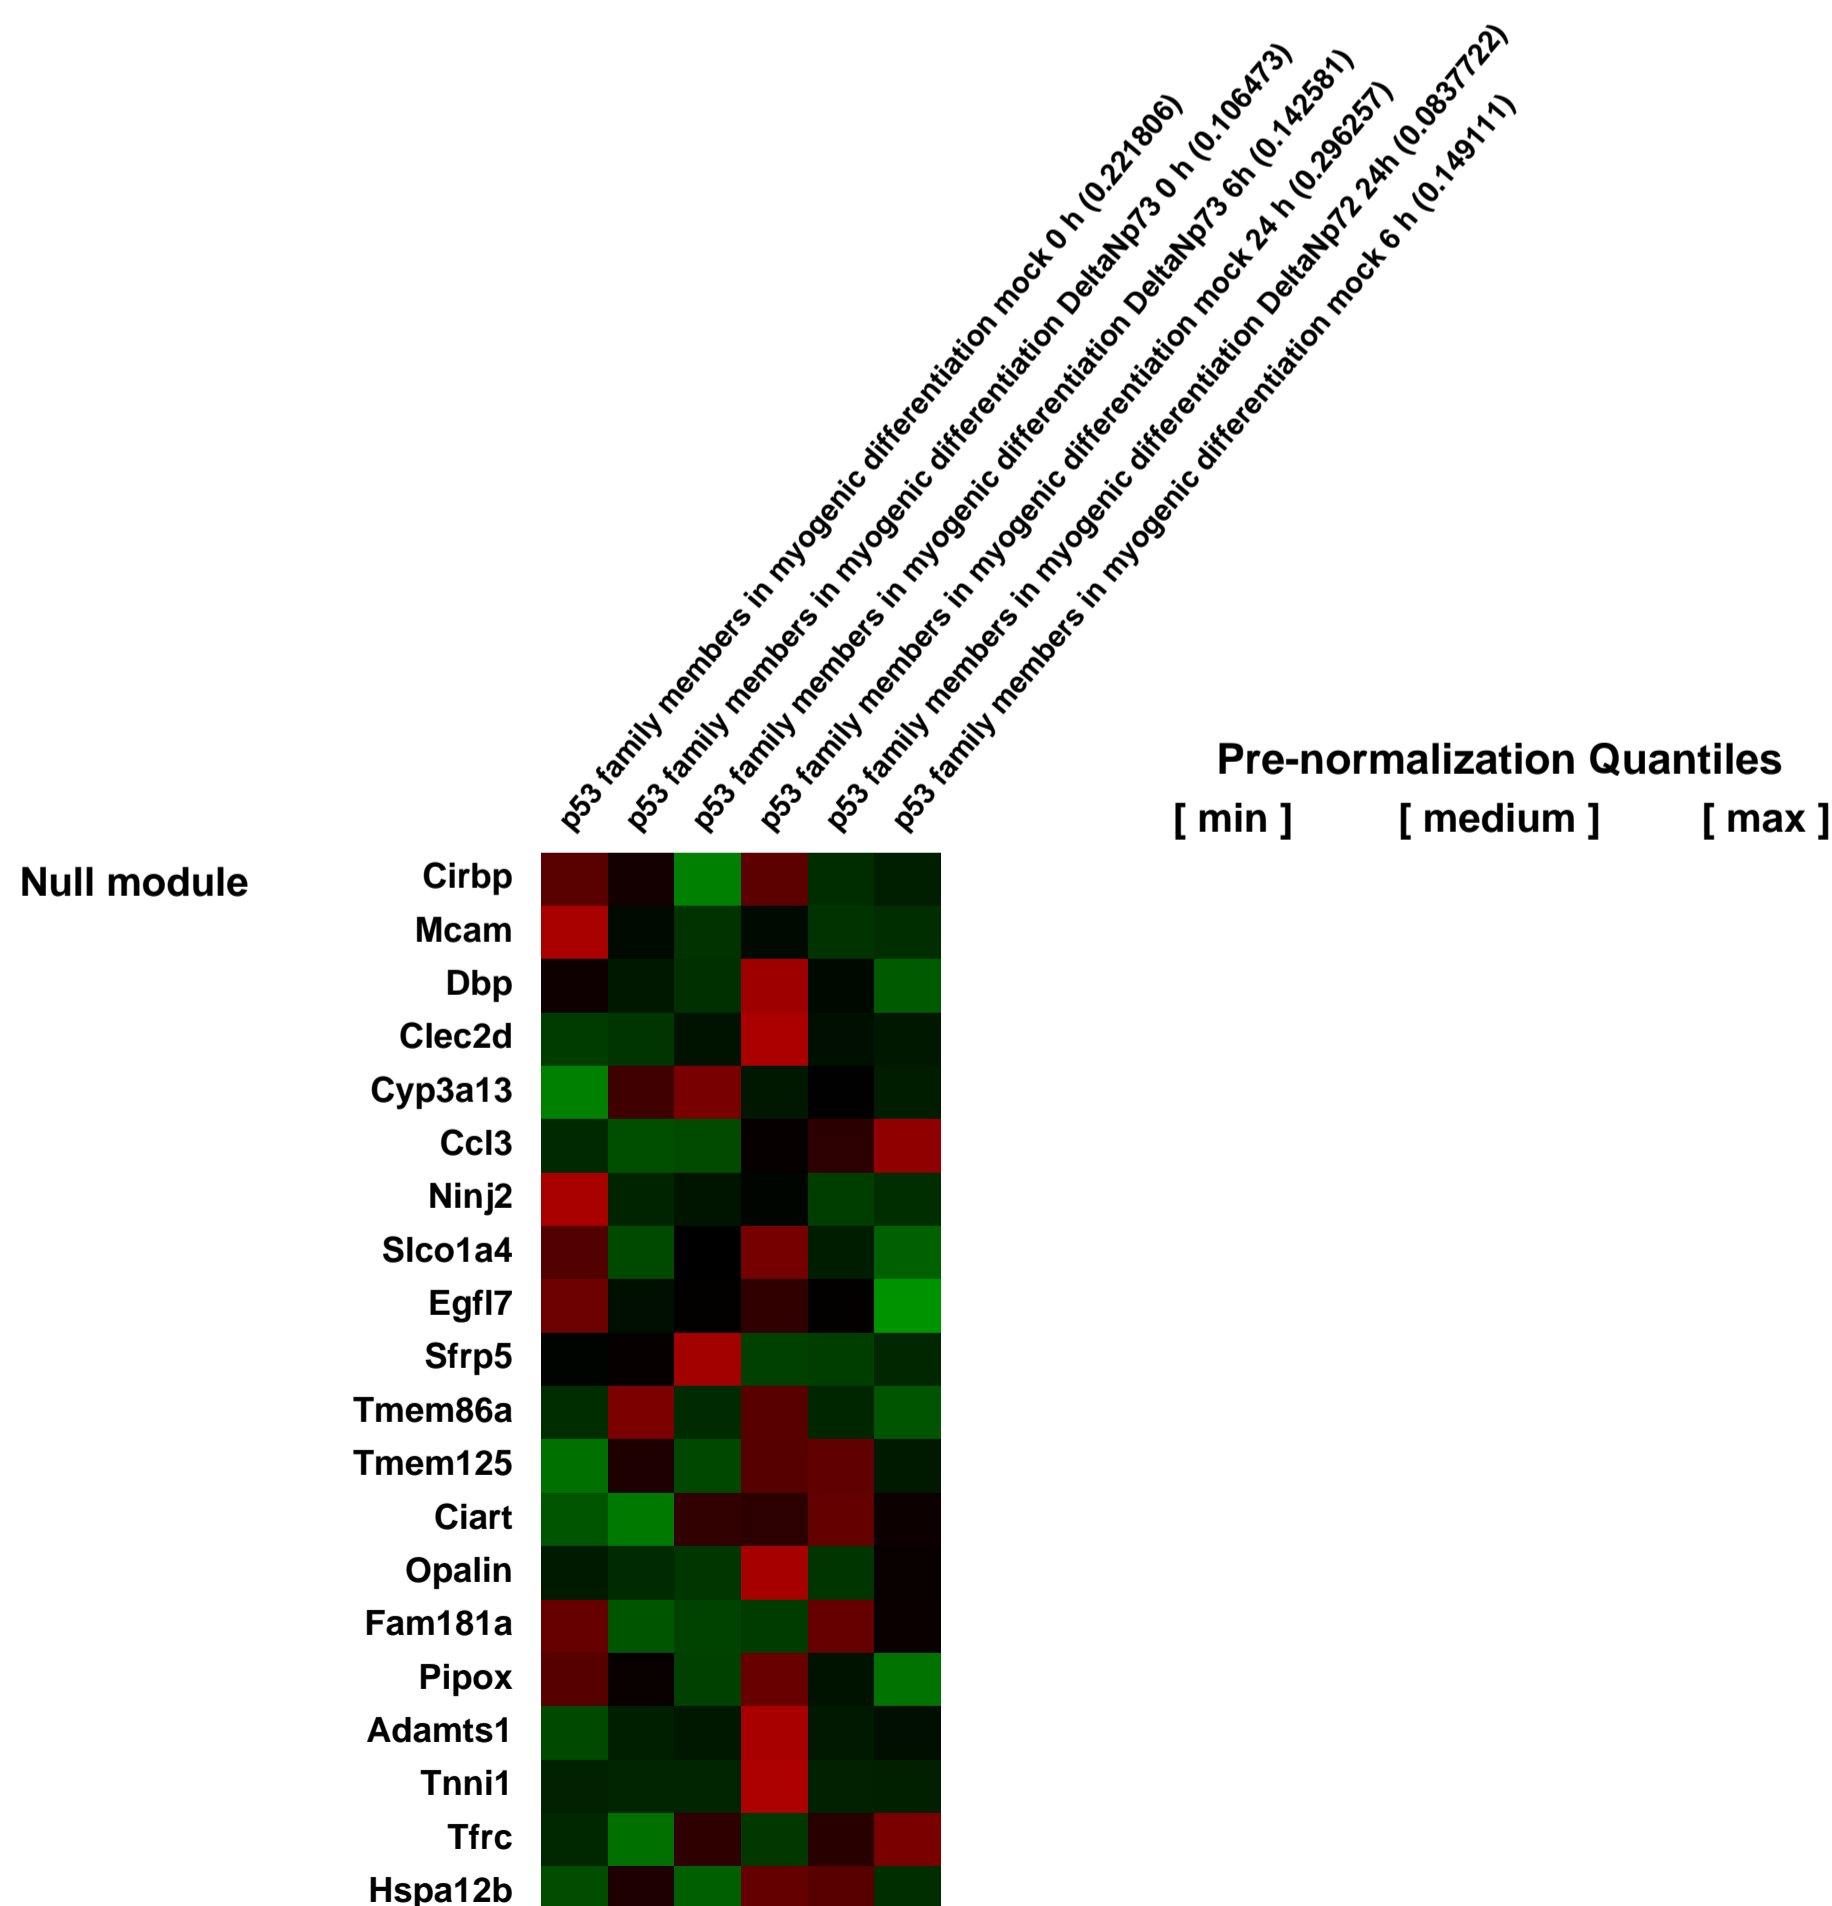 p53 family members in myogenic differentiation mock 0 h (0.221806)
p53 family members in myogenic differentiation DeltaNp73 0 h (0.106473)
p53 family members in myogenic differentiation DeltaNp73 6h (0.142581)
p53 family members in myogenic differentiation mock 24 h (0.296257)
p53 family members in myogenic differentiation DeltaNp72 24h (0.0837722)
p53 family members in myogenic differentiation mock 6 h (0.149111)
Pre-normalization Quantiles
[ min ] [ medium ] [ max ]
Null module
Cirbp
Mcam
Dbp
Clec2d
Cyp3a13
Ccl3
Ninj2
Slco1a4
Egfl7
Sfrp5
Tmem86a
Tmem125
Ciart
Opalin
Fam181a
Pipox
Adamts1
Tnni1
Tfrc
Hspa12b